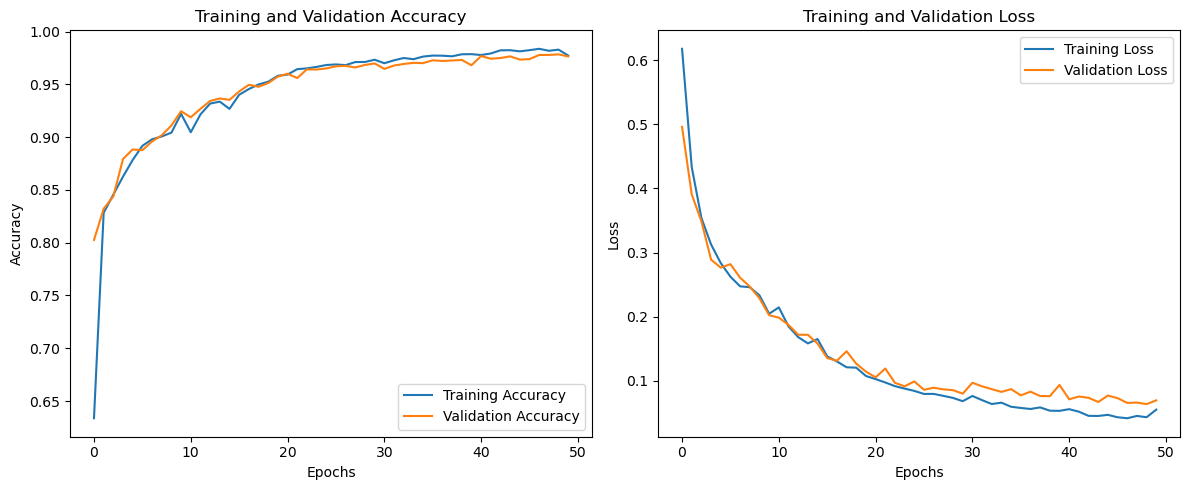 Training and Validation Accuracy
1.00
0.95
0.90
0.85
0.80
0.75
0.70
0.65
Accuracy
0
10
20
30
40
50
Epochs
Training Accuracy
Validation Accuracy
Training and Validation Loss
0.6
0.5
0.4
0.3
0.2
0.1
Loss
0
10
20
30
40
50
Epochs
Training Loss
Validation Loss